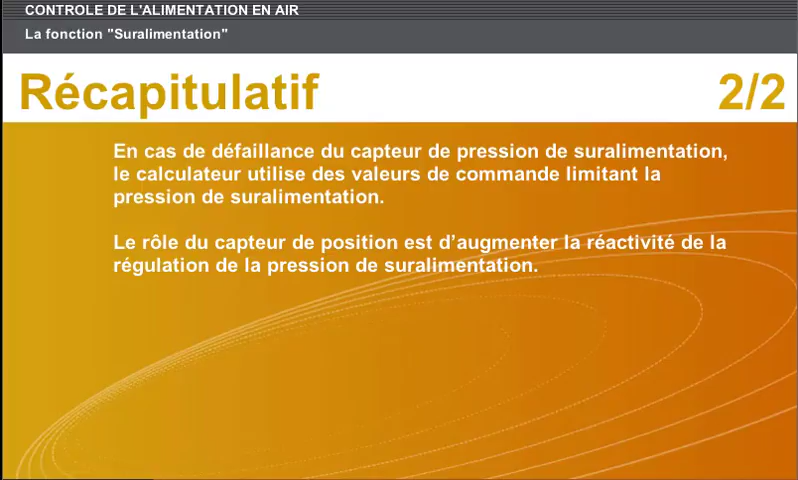 CONTROLE DE L'ALIMENTATION EN AIR
La fonction "Suralimentation"
Récapitulatif 2/2
En cas de défaillance du capteur de pression de suralimentation,
le calculateur utilise des valeurs de commande limitant la
pression de suralimentation.
Le rôle du capteur de position est d’augmenter la réactivité de la
régulation de la pression de suralimentation.